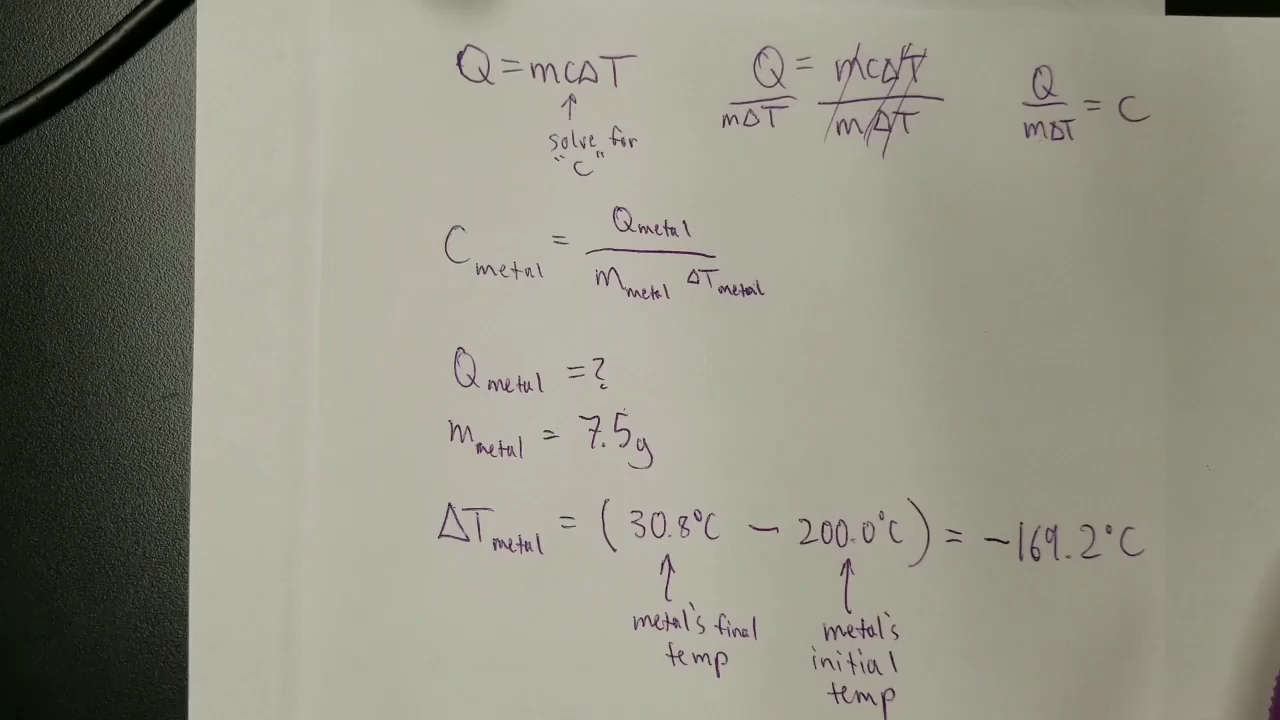 Q = mcΔT
↑
solve for
"c"
Q/mΔT = mcΔT/mΔT
Q/mΔT = C
C metal = Q metal / m metal ΔT metal
Q metal = ?
m metal = 7.5g
ΔT metal = (30.8°C − 200.0°C) = −169.2°C
↑ ↑
metal's final
temp
metal's
initial
temp